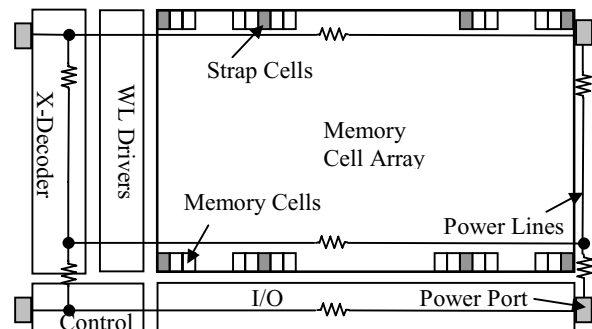 Strap Cells
X-Decoder
WL Drivers
Memory
Cell Array
Memory Cells
Power Lines
I/O
Power Port
Control